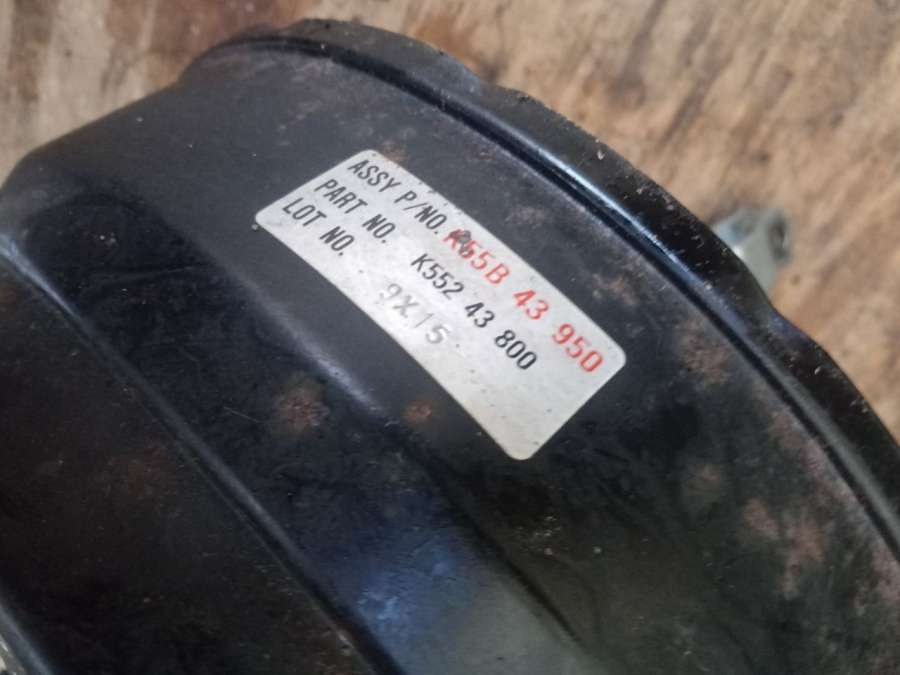 ASSY P/NO. K55B 43 950
PART NO. K552 43 800
LOT NO. 9X15